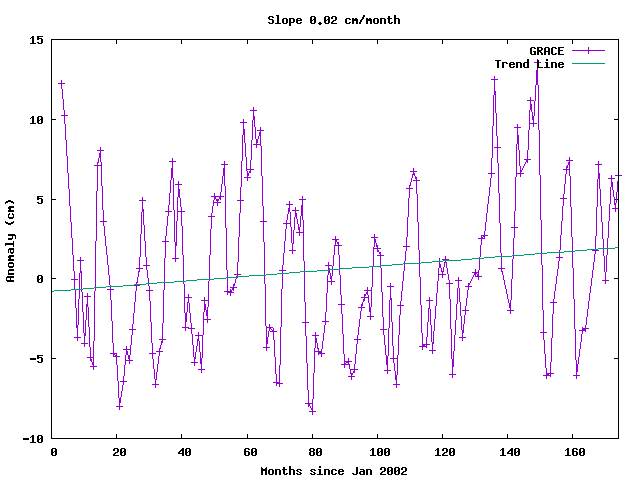 Slope 0.02 cm/month
GRACE
Trend Line
15
10
5
0
-5
-10
Anomaly (cm)
0 20 40 60 80 100 120 140 160
Months since Jan 2002